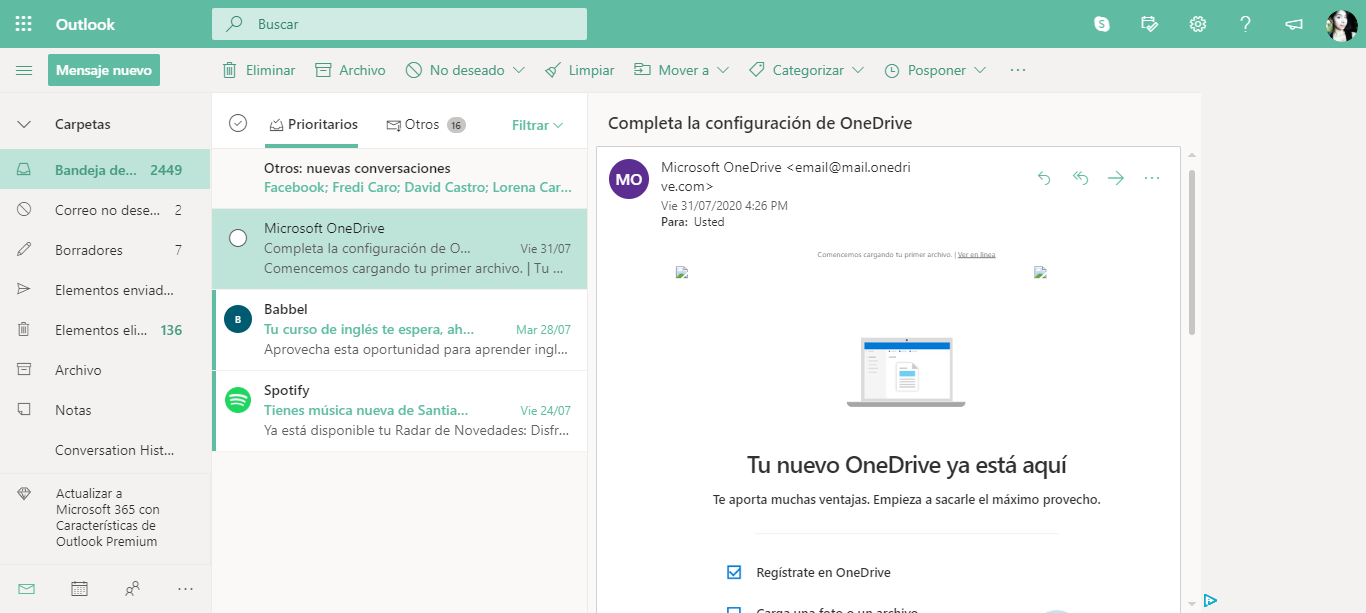 Outlook
Buscar
Mensaje nuevo
Eliminar
Archivo
No deseado
Limpiar
Mover a
Categorizar
Posponer
Carpetas
Bandeja de... 2449
Correo no dese... 2
Borradores 7
Elementos enviad...
Elementos eli... 136
Archivo
Notas
Conversation Hist...
Actualizar a
Microsoft 365 con
Características de
Outlook Premium
Prioritarios
Otros 16
Filtrar
Otros: nuevas conversaciones
Facebook; Fredi Caro; David Castro; Lorena Car...
Microsoft OneDrive
Completa la configuración de O... Vie 31/07
Comencemos cargando tu primer archivo. | Tu ...
B
Babbel
Tu curso de inglés te espera, ah... Mar 28/07
Aprovecha esta oportunidad para aprender ingl...
Spotify
Tienes música nueva de Santia... Vie 24/07
Ya está disponible tu Radar de Novedades: Disfr...
Completa la configuración de OneDrive
MO
Microsoft OneDrive <email@mail.onedri
ve.com>
Vie 31/07/2020 4:26 PM
Para: Usted
Comencemos cargando tu primer archivo. | Ver en línea
Tu nuevo OneDrive ya está aquí
Te aporta muchas ventajas. Empieza a sacarle el máximo provecho.
Regístrate en OneDrive
Carga una foto o un archivo